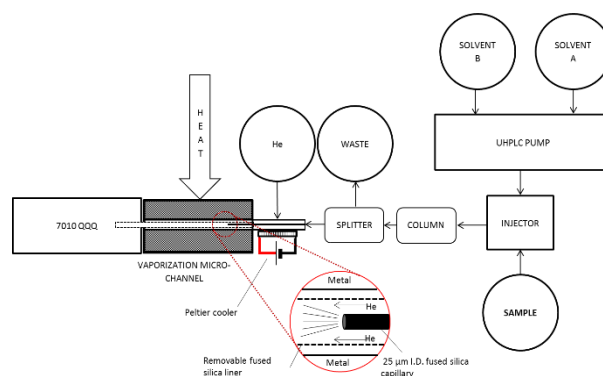 SOLVENT
B
SOLVENT
A
H
E
A
T
He
WASTE
UHPLC PUMP
7010 QQQ
SPLITTER
COLUMN
INJECTOR
VAPORIZATION MICRO-
CHANNEL
Peltier cooler
Metal
He
SAMPLE
He
Removable fused
silica liner
Metal
25 µm I.D. fused silica
capillary